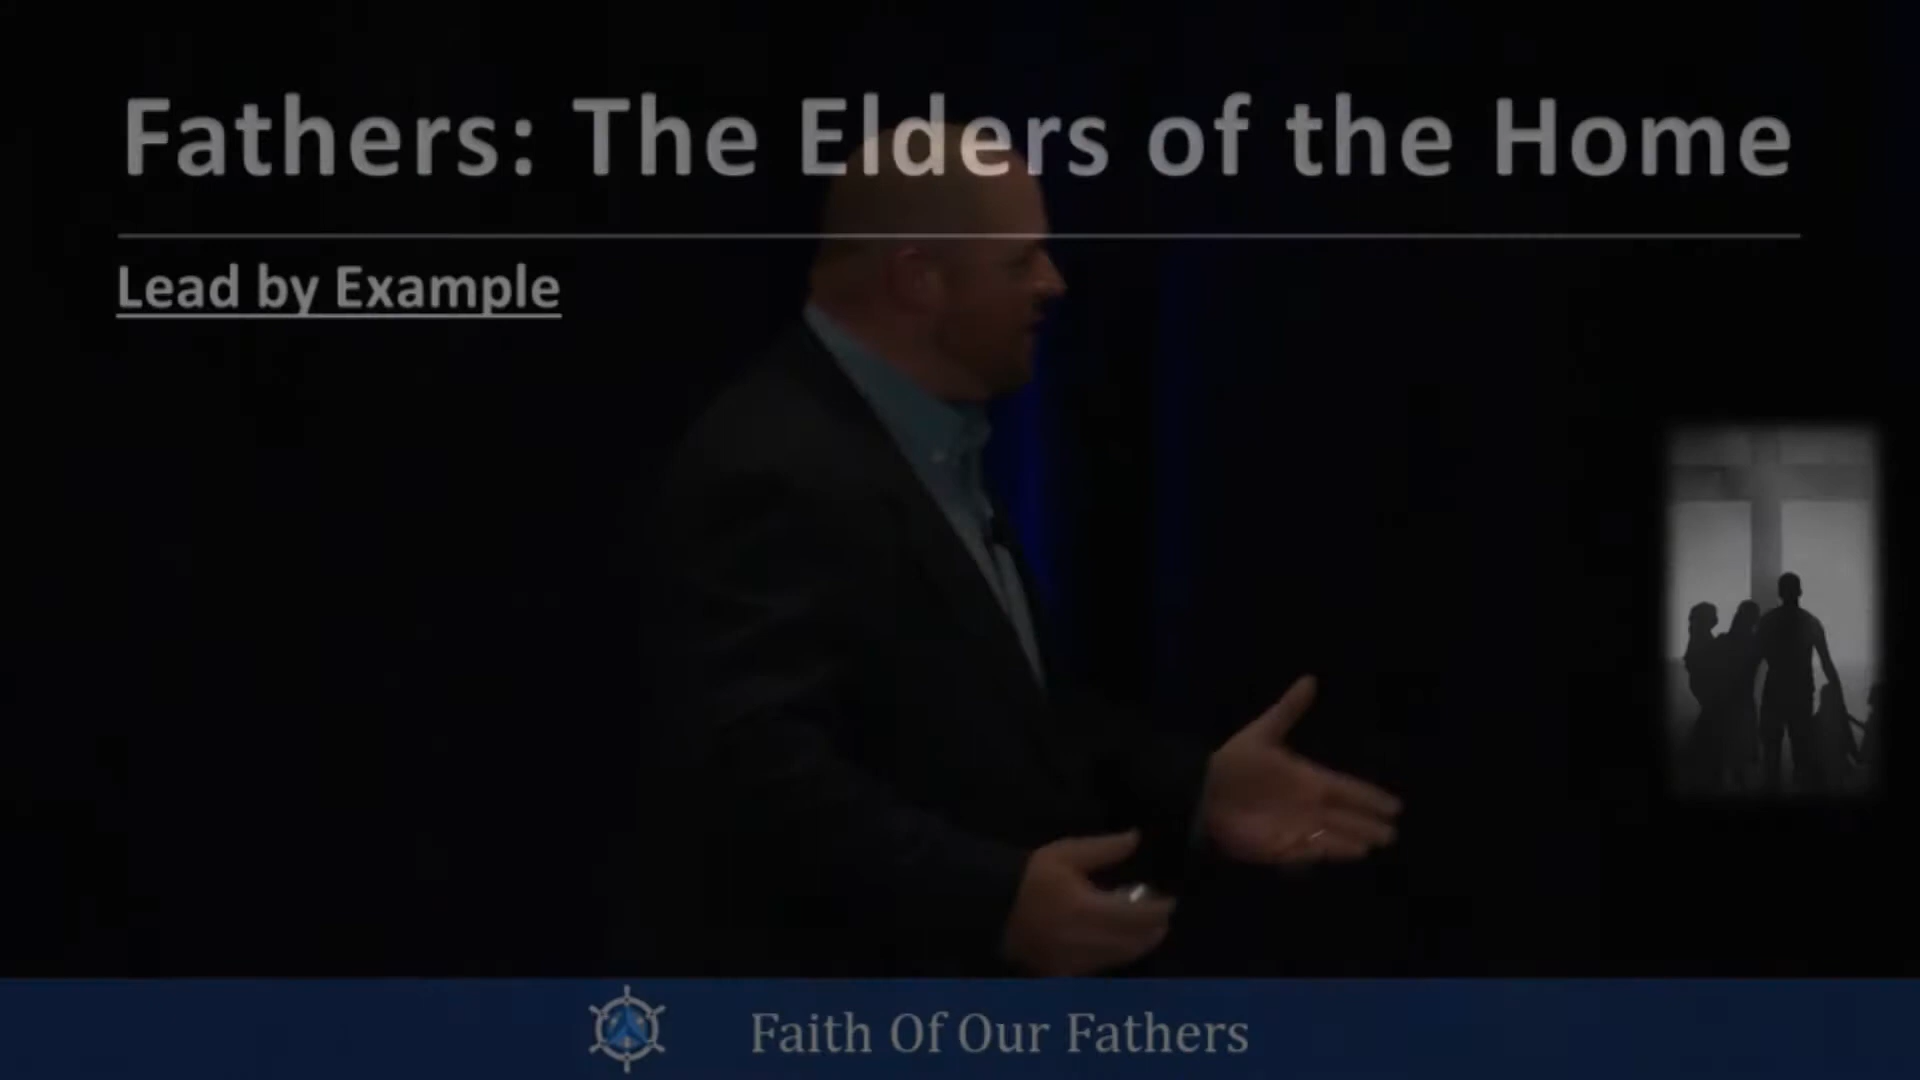 Fathers: The Elders of the Home
Lead by Example
Faith Of Our Fathers